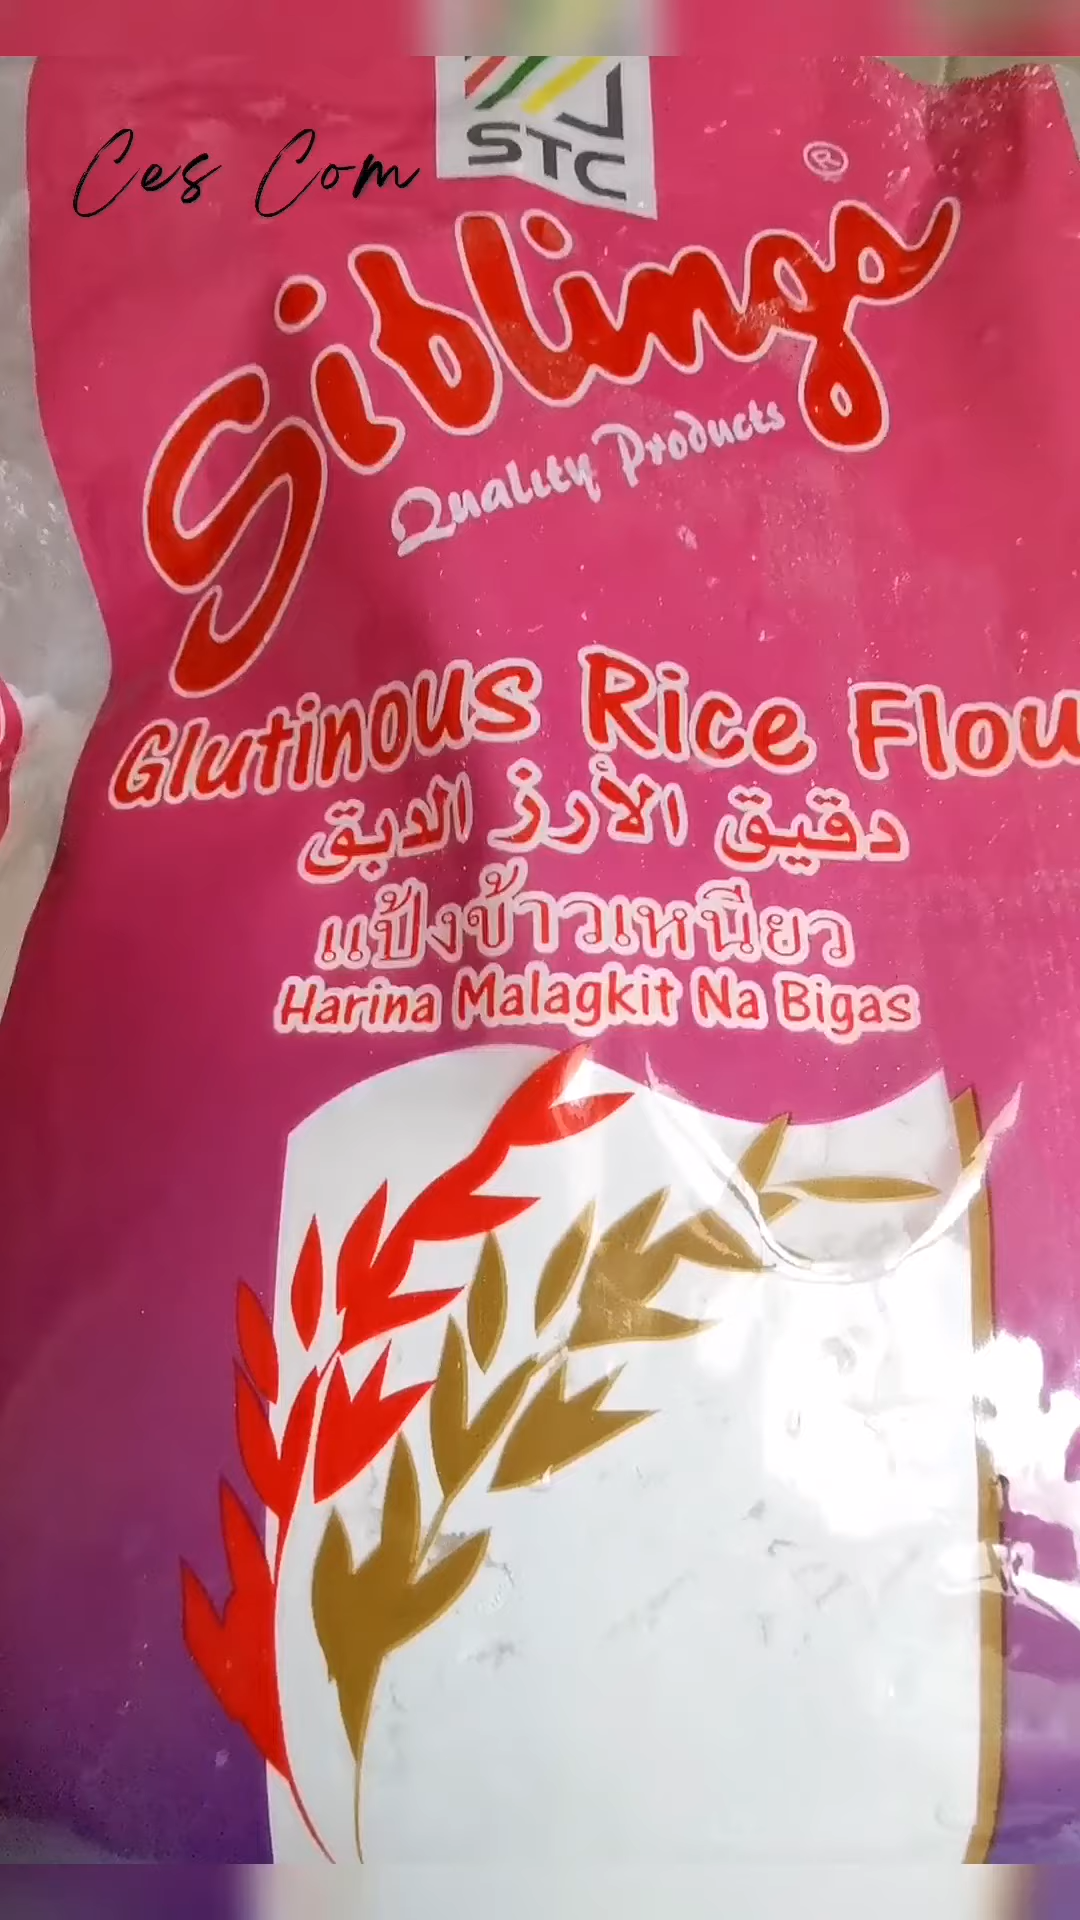 Ces Com
STC
®
Siblings
Quality Products
Glutinous Rice Flou
دقيق الأرز الدبق
แป้งข้าวเหนียว
Harina Malagkit Na Bigas